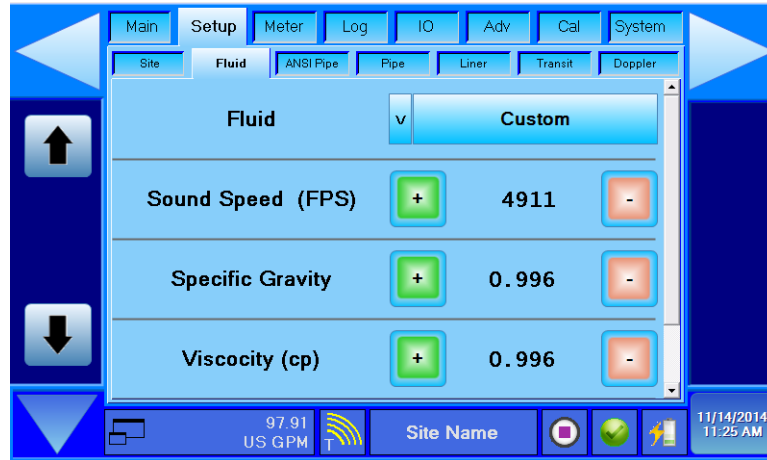 Main Setup Meter Log IO Adv Cal System
Site Fluid ANSI Pipe Pipe Liner Transit Doppler
Fluid v Custom
Sound Speed (FPS) + 4911 -
Specific Gravity + 0.996 -
Viscocity (cp) + 0.996 -
97.91
US GPM
T
Site Name
11/14/2014
11:25 AM